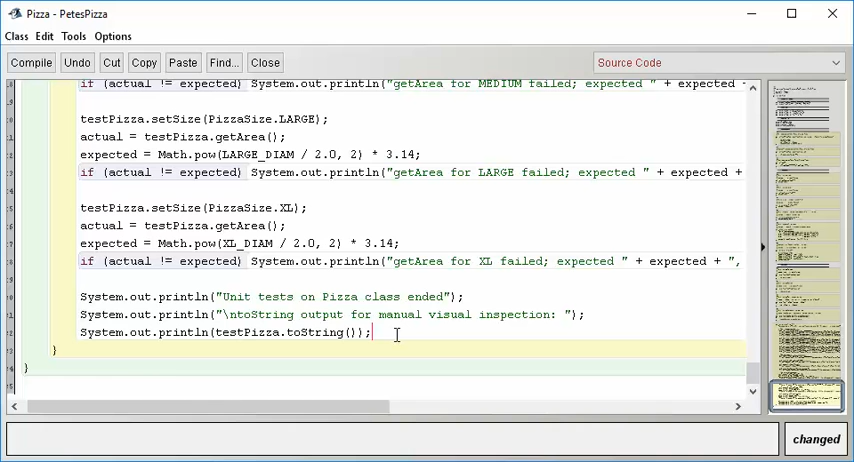 Pizza - PetesPizza
Class Edit Tools Options
Compile Undo Cut Copy Paste Find... Close Source Code
if (actual != expected) System.out.println("getArea for MEDIUM failed; expected " + expected
testPizza.setSize(PizzaSize.LARGE);
actual = testPizza.getArea();
expected = Math.pow(LARGE_DIAM / 2.0, 2) * 3.14;
if (actual != expected) System.out.println("getArea for LARGE failed; expected " + expected +
testPizza.setSize(PizzaSize.XL);
actual = testPizza.getArea();
expected = Math.pow(XL_DIAM / 2.0, 2) * 3.14;
if (actual != expected) System.out.println("getArea for XL failed; expected " + expected + ",
System.out.println("Unit tests on Pizza class ended");
System.out.println("\ntoString output for manual visual inspection: ");
System.out.println(testPizza.toString());
}
}
changed